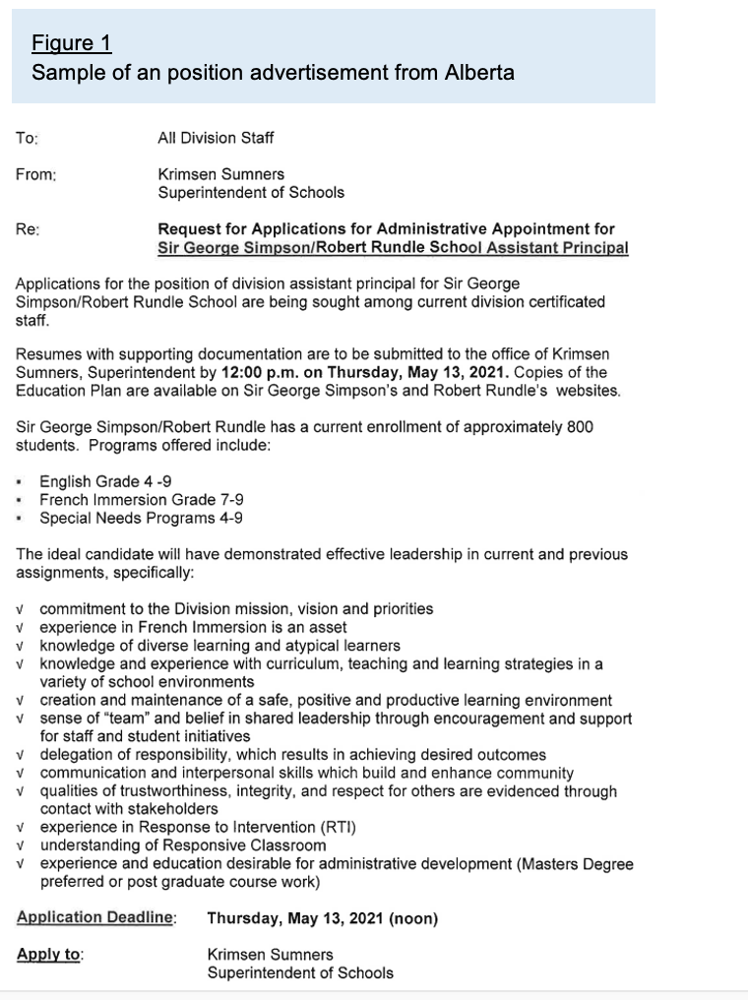 Figure 1
Sample of an position advertisement from Alberta
To: All Division Staff
From: Krimsen Sumners
Superintendent of Schools
Re: Request for Applications for Administrative Appointment for
Sir George Simpson/Robert Rundle School Assistant Principal
Applications for the position of division assistant principal for Sir George
Simpson/Robert Rundle School are being sought among current division certificated
staff.
Resumes with supporting documentation are to be submitted to the office of Krimsen
Sumners, Superintendent by 12:00 p.m. on Thursday, May 13, 2021. Copies of the
Education Plan are available on Sir George Simpson's and Robert Rundle's websites.
Sir George Simpson/Robert Rundle has a current enrollment of approximately 800
students. Programs offered include:
▪ English Grade 4 -9
▪ French Immersion Grade 7-9
▪ Special Needs Programs 4-9
The ideal candidate will have demonstrated effective leadership in current and previous
assignments, specifically:
√ commitment to the Division mission, vision and priorities
√ experience in French Immersion is an asset
√ knowledge of diverse learning and atypical learners
√ knowledge and experience with curriculum, teaching and learning strategies in a
variety of school environments
√ creation and maintenance of a safe, positive and productive learning environment
√ sense of "team" and belief in shared leadership through encouragement and support
for staff and student initiatives
√ delegation of responsibility, which results in achieving desired outcomes
√ communication and interpersonal skills which build and enhance community
√ qualities of trustworthiness, integrity, and respect for others are evidenced through
contact with stakeholders
√ experience in Response to Intervention (RTI)
√ understanding of Responsive Classroom
√ experience and education desirable for administrative development (Masters Degree
preferred or post graduate course work)
Application Deadline: Thursday, May 13, 2021 (noon)
Apply to: Krimsen Sumners
Superintendent of Schools